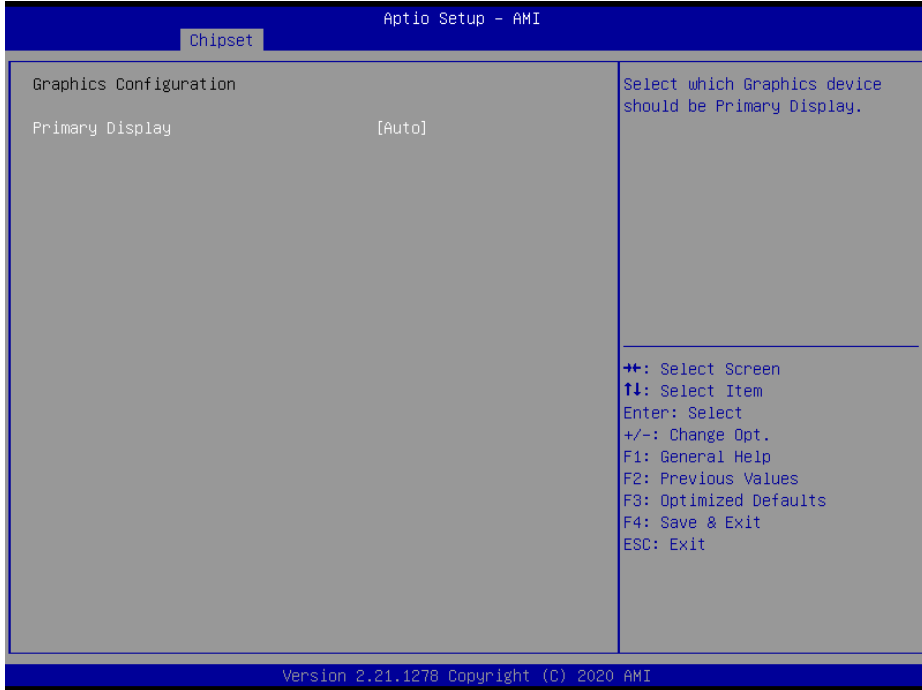 Aptio Setup – AMI
Chipset
Graphics Configuration
Primary Display [Auto]
Select which Graphics device
should be Primary Display.
→←: Select Screen
↑↓: Select Item
Enter: Select
+/-: Change Opt.
F1: General Help
F2: Previous Values
F3: Optimized Defaults
F4: Save & Exit
ESC: Exit
Version 2.21.1278 Copyright (C) 2020 AMI